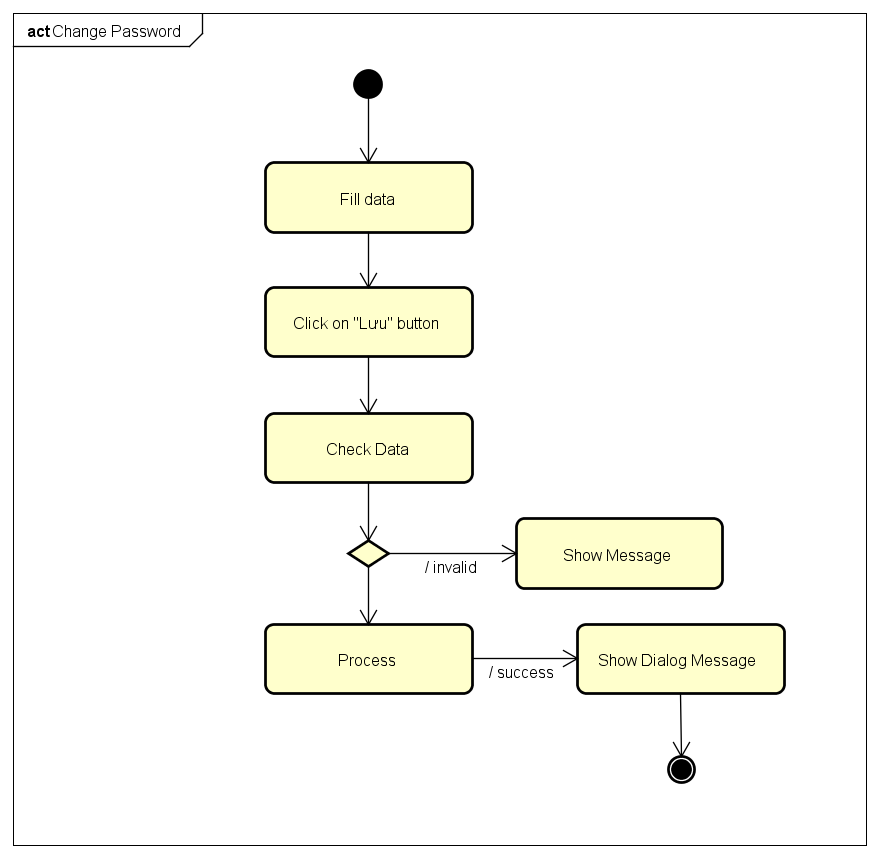 act Change Password
Fill data
Click on "Lưu" button
Check Data
Show Message
/ invalid
Process
Show Dialog Message
/ success